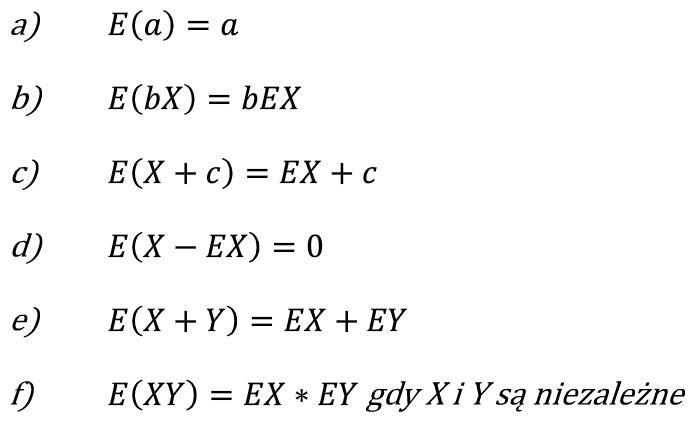 a) E(a) = a
b) E(bX) = bEX
c) E(X + c) = EX + c
d) E(X − EX) = 0
e) E(X + Y) = EX + EY
f) E(XY) = EX * EY gdy X i Y są niezależne